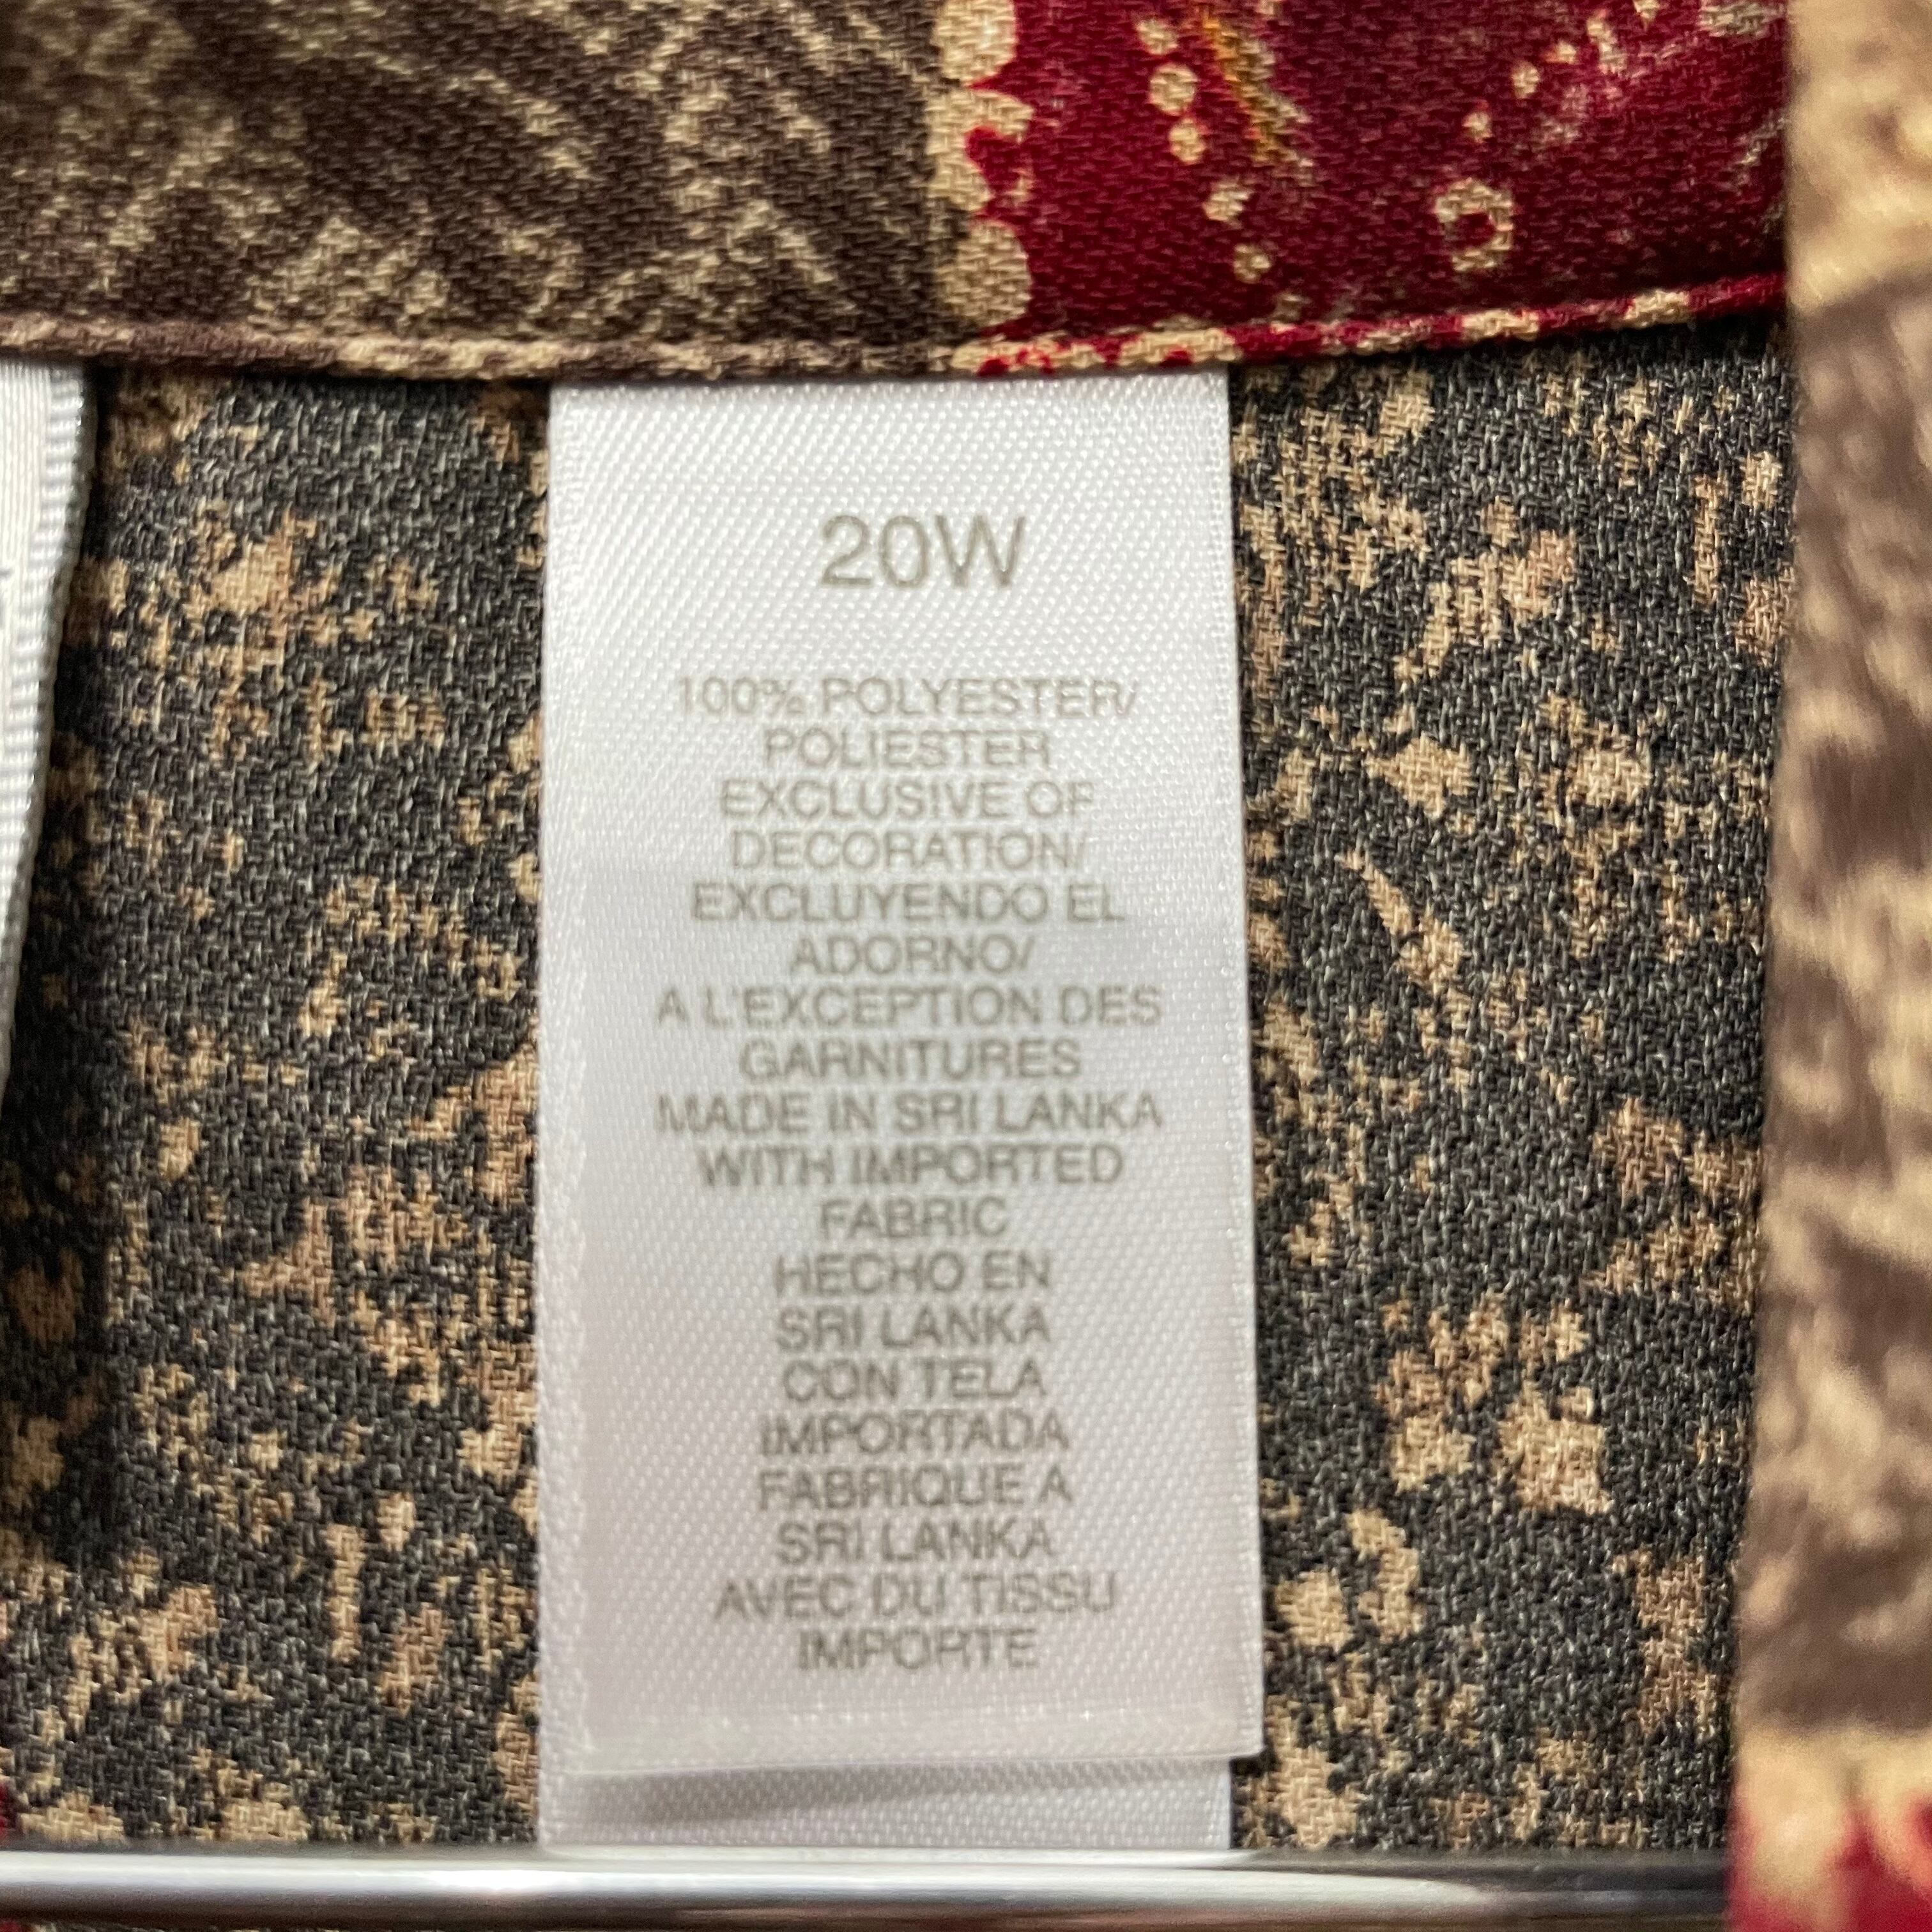 20W
100% POLYESTER/
POLIESTER
EXCLUSIVE OF
DECORATION/
EXCLUYENDO EL
ADORNO/
A L'EXCEPTION DES
GARNITURES
MADE IN SRI LANKA
WITH IMPORTED
FABRIC
HECHO EN
SRI LANKA
CON TELA
IMPORTADA
FABRIQUE A
SRI LANKA
AVEC DU TISSU
IMPORTE